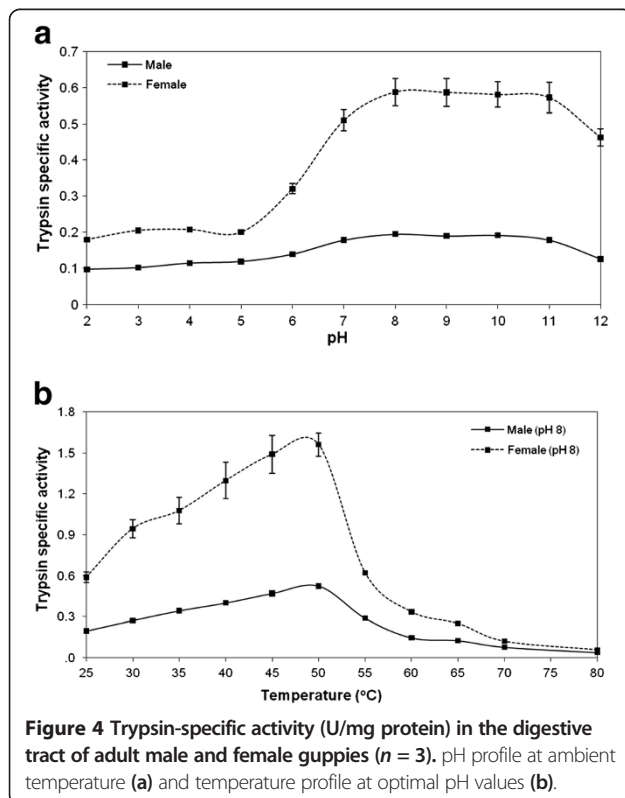 a
0.7
0.6
0.5
0.4
0.3
0.2
0.1
0
Trypsin specific activity
Male
Female
2 3 4 5 6 7 8 9 10 11 12
pH
b
1.8
1.5
1.2
0.9
0.6
0.3
.0
Trypsin specific activity
Male (pH 8)
Female (pH 8)
25 30 35 40 45 50 55 60 65 70 75 80
Temperature (°C)
Figure 4 Trypsin-specific activity (U/mg protein) in the digestive
tract of adult male and female guppies (n = 3). pH profile at ambient
temperature (a) and temperature profile at optimal pH values (b).